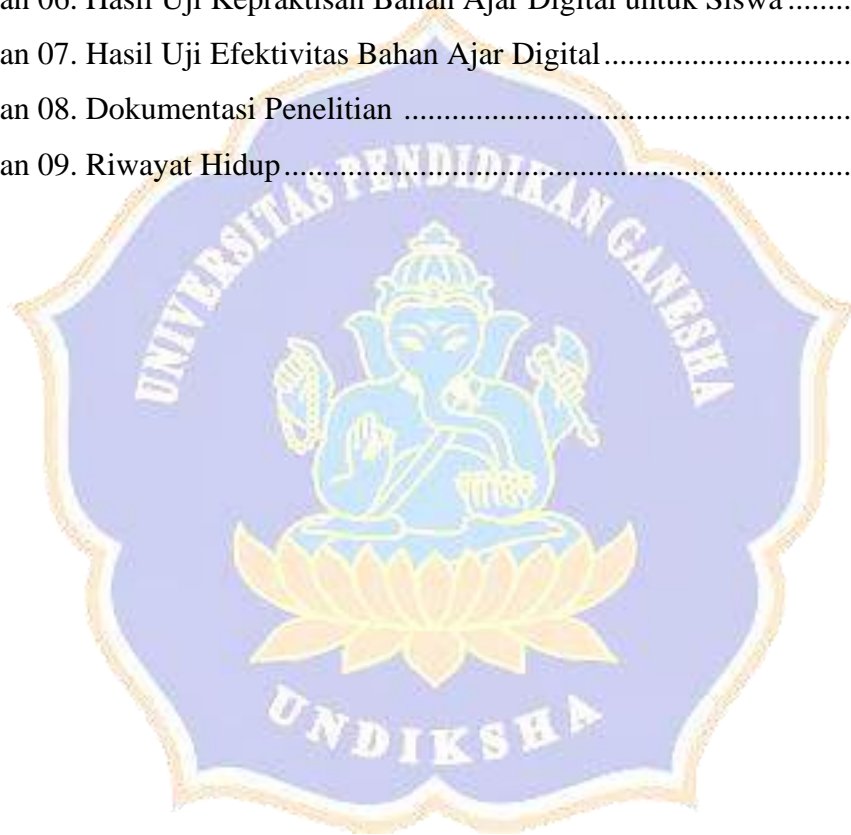 an 06. Hasil Uji Kepraktisan Bahan Ajar Digital untuk Siswa ........
an 07. Hasil Uji Efektivitas Bahan Ajar Digital ...............................
an 08. Dokumentasi Penelitian .......................................................
an 09. Riwayat Hidup .....................................................................
UNIVERSITAS PENDIDIKAN GANESHA
UNDIKSHA